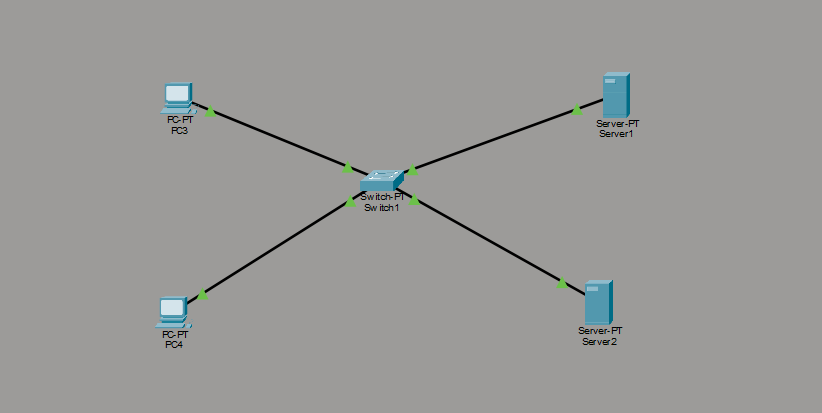 PC-PT
PC3
Server-PT
Server1
Switch-PT
Switch1
PC-PT
PC4
Server-PT
Server2